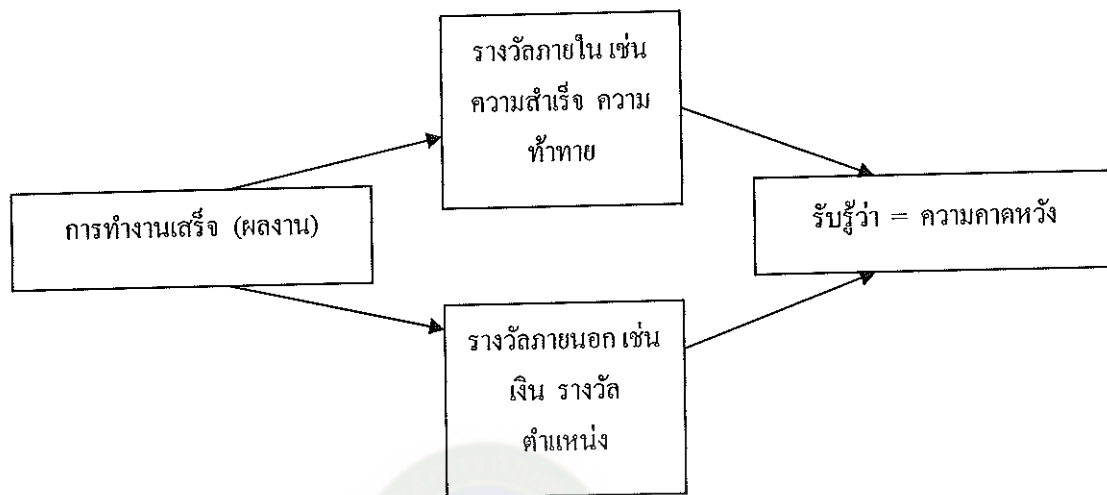 รางวัลภายใน เช่น
ความสำเร็จ ความ
ท้าทาย
การทำงานเสร็จ (ผลงาน)
รับรู้ว่า = ความคาดหวัง
รางวัลภายนอก เช่น
เงิน รางวัล
ตำแหน่ง